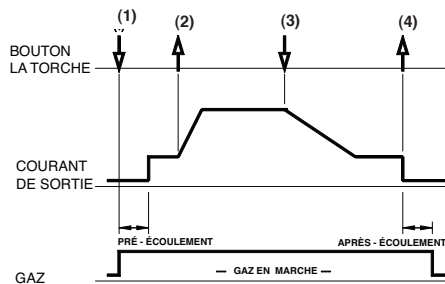 (1)
(2)
(3)
(4)
BOUTON
LA TORCHE
COURANT
DE SORTIE
PRÉ - ÉCOULEMENT
APRÈS - ÉCOULEMENT
GAZ
— GAZ EN MARCHE —